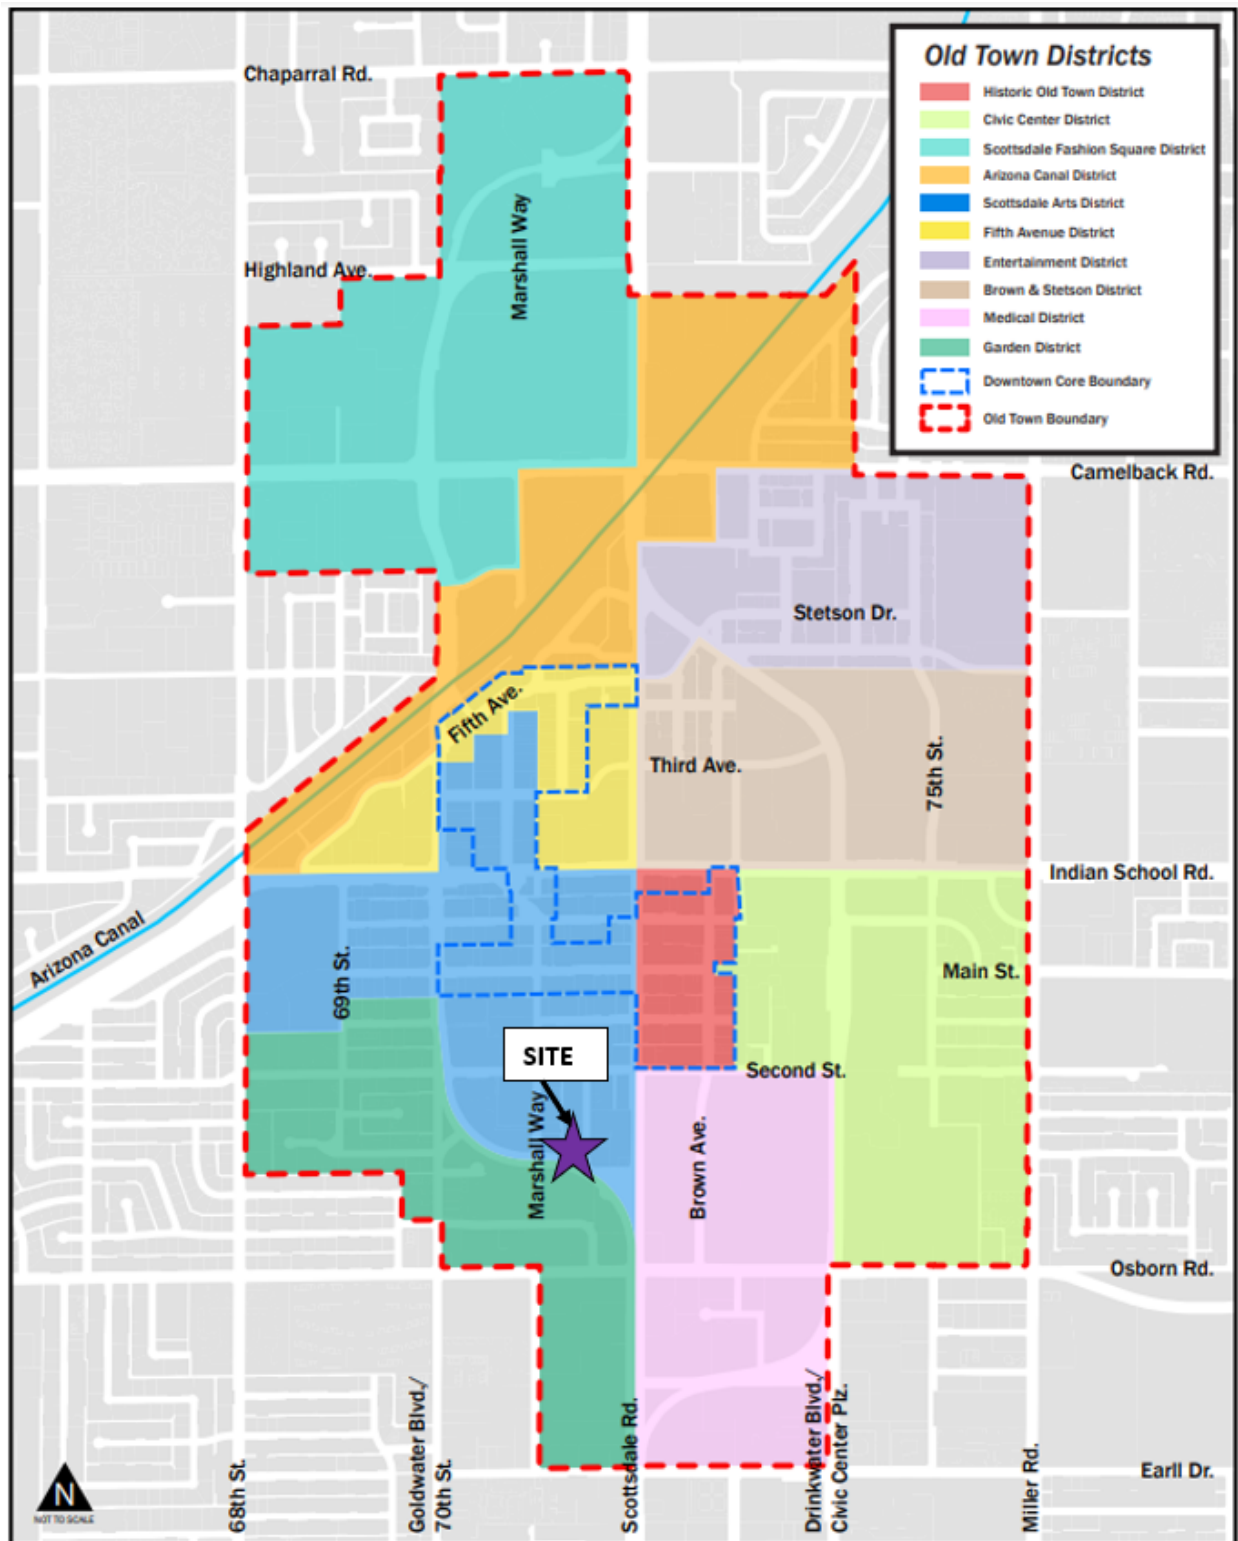 Old Town Districts
Historic Old Town District
Civic Center District
Scottsdale Fashion Square District
Arizona Canal District
Scottsdale Arts District
Fifth Avenue District
Entertainment District
Brown & Stetson District
Medical District
Garden District
Downtown Core Boundary
Old Town Boundary
Chaparral Rd.
Marshall Way
Highland Ave.
Camelback Rd.
Stetson Dr.
Fifth Ave.
Third Ave.
75th St.
Indian School Rd.
Arizona Canal
69th St.
Main St.
SITE
Second St.
Marshall Way
Brown Ave.
Osborn Rd.
Earll Dr.
68th St.
Goldwater Blvd./
70th St.
Scottsdale Rd.
Drinkwater Blvd./
Civic Center Plz.
Miller Rd.
N
NOT TO SCALE